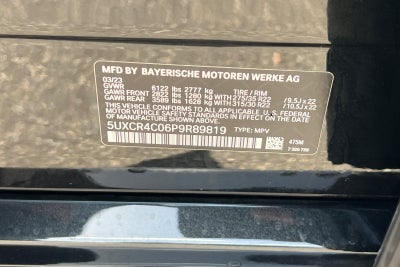 MFD BY BAYERISCHE MOTOREN WERKE AG
03/23
GVWR 6122 lbs 2777 kg TIRE / RIM
GAWR FRONT 2822 lbs 1280 kg WITH 275/35 R22 / 9.5J x 22
GAWR REAR 3589 lbs 1628 kg WITH 315/30 R22 / 10.5J x 22
THIS VEHICLE CONFORMS TO ALL APPLICABLE U. S. FEDERAL
MOTOR VEHICLE SAFETY STANDARDS IN EFFECT ON THE DATE OF
MANUFACTURE SHOWN ABOVE.
5UXCR4C06P9R89819 TYPE: MPV
475M